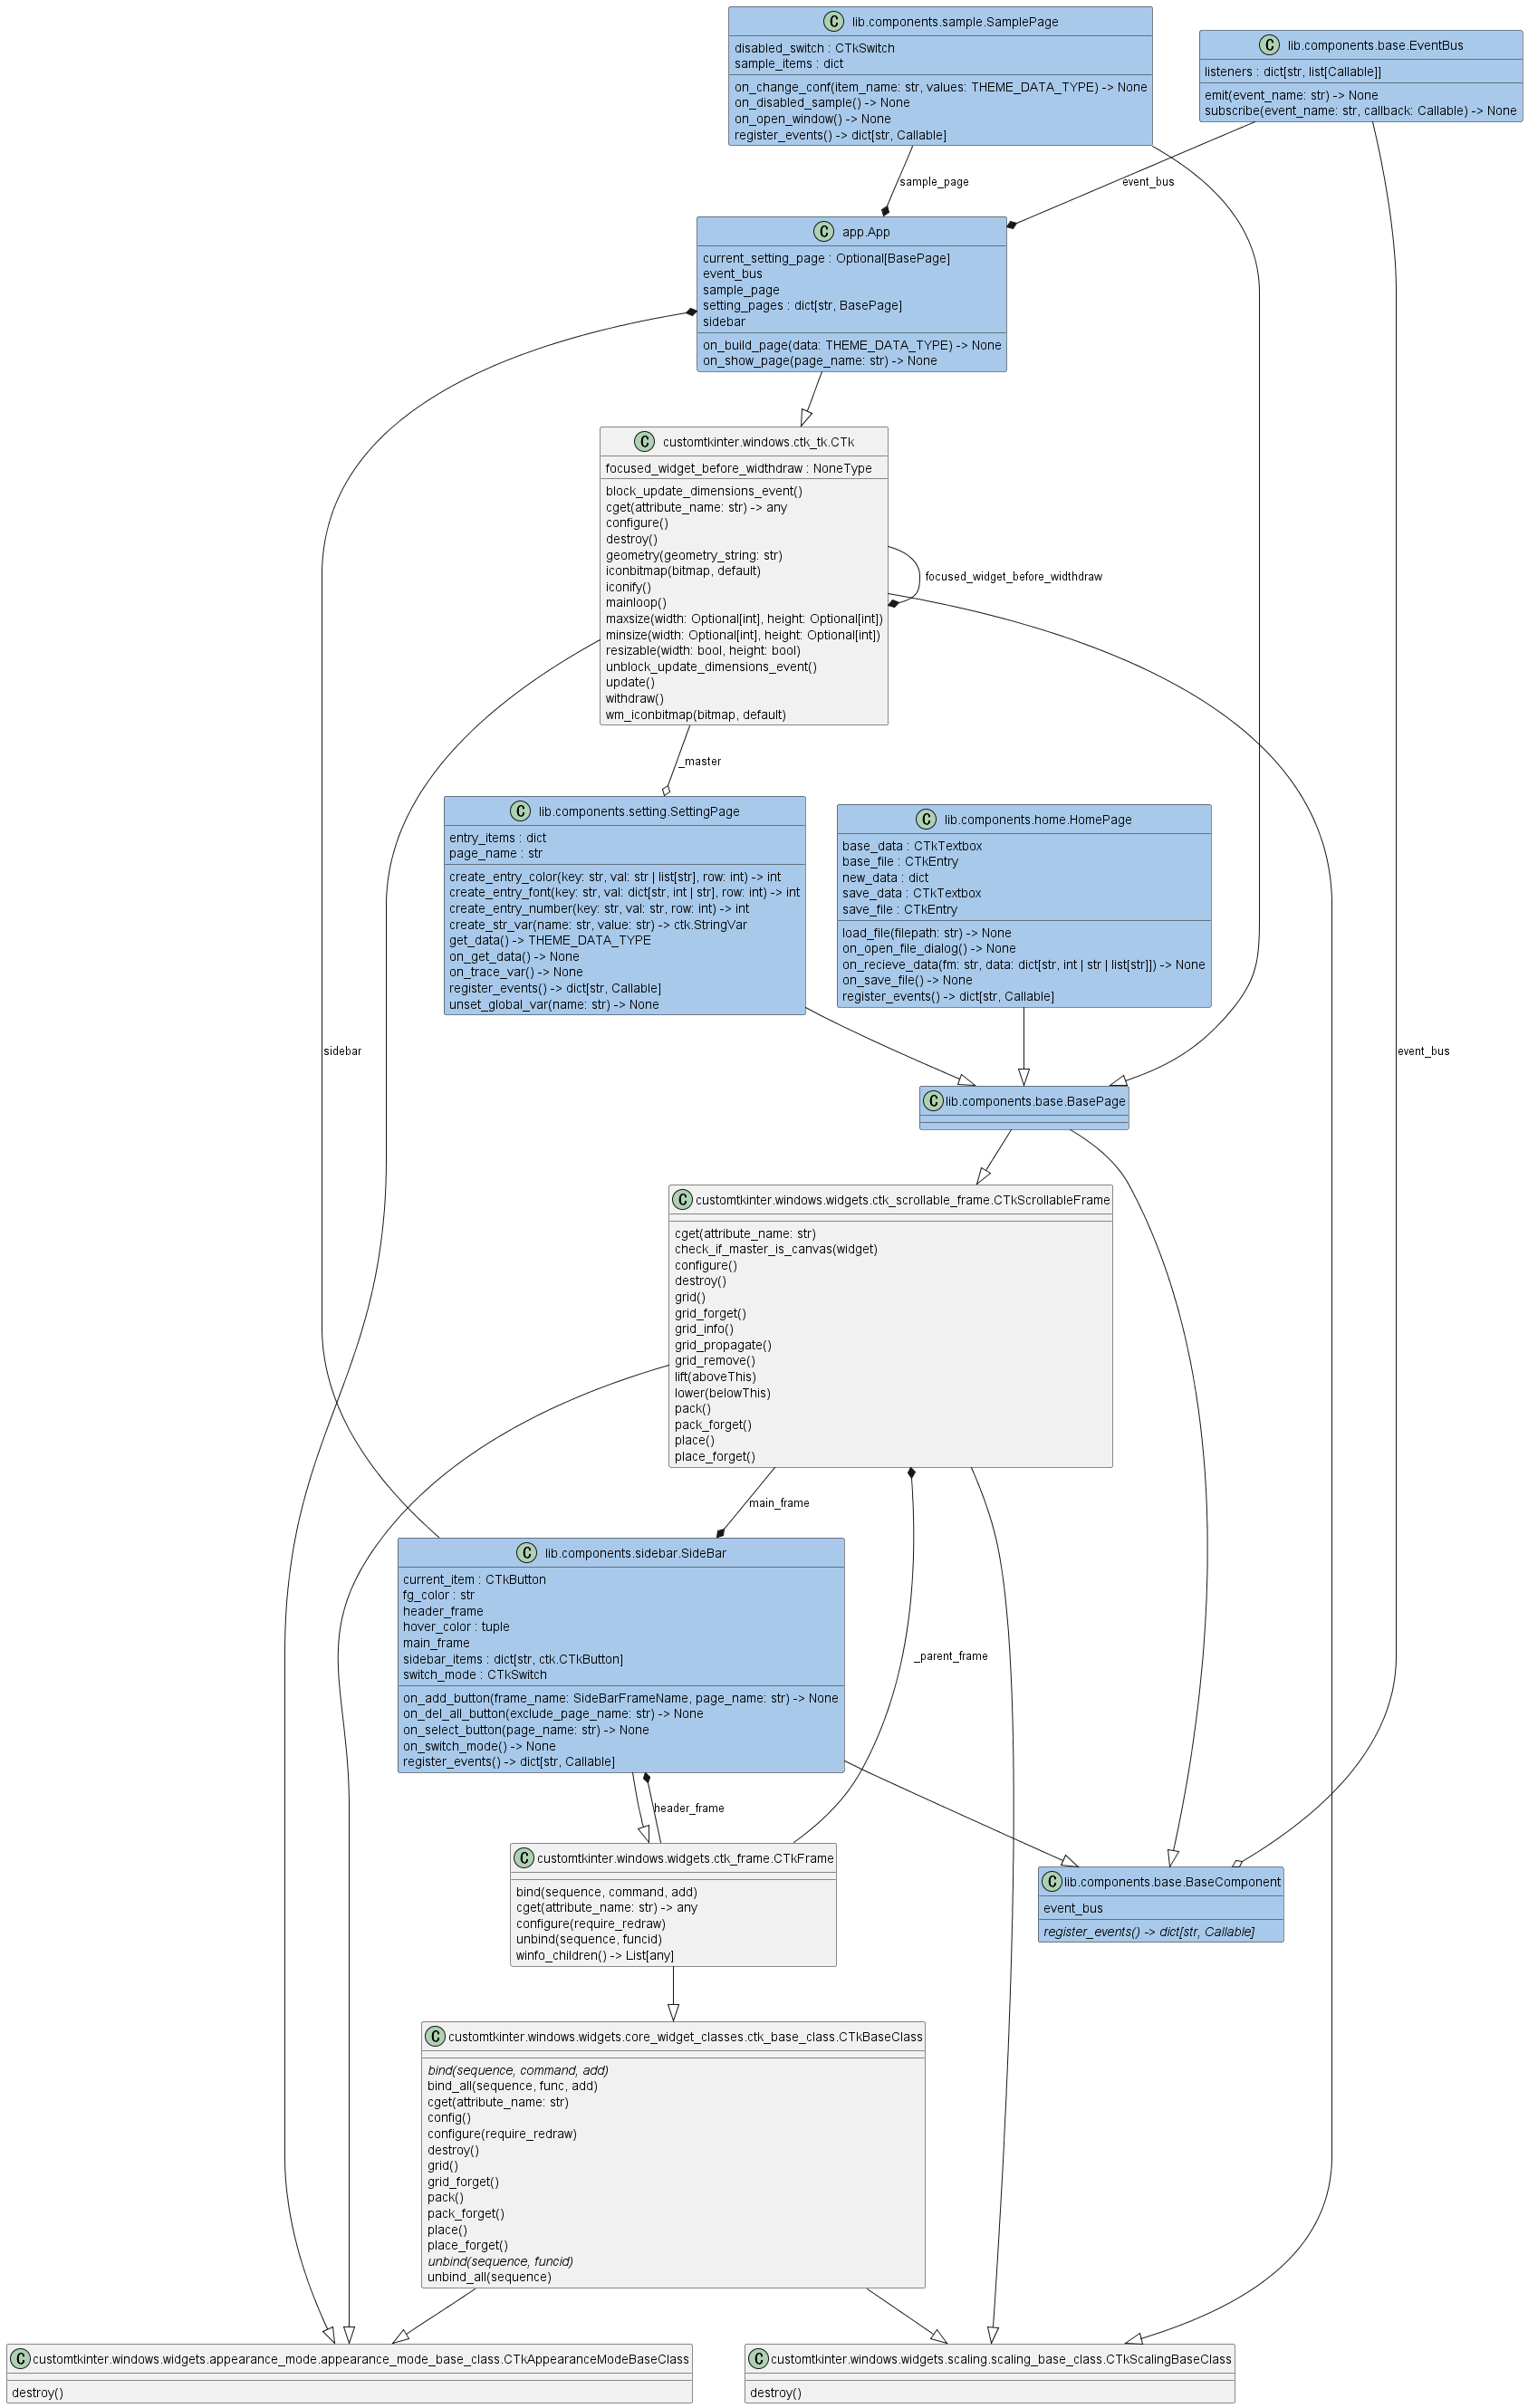 C lib.components.sample.SamplePage
disabled_switch : CTkSwitch
sample_items : dict
on_change_conf(item_name: str, values: THEME_DATA_TYPE) -> None
on_disabled_sample() -> None
on_open_window() -> None
register_events() -> dict[str, Callable]
C lib.components.base.EventBus
listeners : dict[str, list[Callable]]
emit(event_name: str) -> None
subscribe(event_name: str, callback: Callable) -> None
sample_page
event_bus
C app.App
current_setting_page : Optional[BasePage]
event_bus
sample_page
setting_pages : dict[str, BasePage]
sidebar
on_build_page(data: THEME_DATA_TYPE) -> None
on_show_page(page_name: str) -> None
C customtkinter.windows.ctk_tk.CTk
focused_widget_before_widthdraw : NoneType
block_update_dimensions_event()
cget(attribute_name: str) -> any
configure()
destroy()
geometry(geometry_string: str)
iconbitmap(bitmap, default)
iconify()
mainloop()
maxsize(width: Optional[int], height: Optional[int])
minsize(width: Optional[int], height: Optional[int])
resizable(width: bool, height: bool)
unblock_update_dimensions_event()
update()
withdraw()
wm_iconbitmap(bitmap, default)
focused_widget_before_widthdraw
_master
C lib.components.setting.SettingPage
entry_items : dict
page_name : str
create_entry_color(key: str, val: str | list[str], row: int) -> int
create_entry_font(key: str, val: dict[str, int | str], row: int) -> int
create_entry_number(key: str, val: str, row: int) -> int
create_str_var(name: str, value: str) -> ctk.StringVar
get_data() -> THEME_DATA_TYPE
on_get_data() -> None
on_trace_var() -> None
register_events() -> dict[str, Callable]
unset_global_var(name: str) -> None
C lib.components.home.HomePage
base_data : CTkTextbox
base_file : CTkEntry
new_data : dict
save_data : CTkTextbox
save_file : CTkEntry
load_file(filepath: str) -> None
on_open_file_dialog() -> None
on_recieve_data(fm: str, data: dict[str, int | str | list[str]]) -> None
on_save_file() -> None
register_events() -> dict[str, Callable]
sidebar
event_bus
C lib.components.base.BasePage
C customtkinter.windows.widgets.ctk_scrollable_frame.CTkScrollableFrame
cget(attribute_name: str)
check_if_master_is_canvas(widget)
configure()
destroy()
grid()
grid_forget()
grid_info()
grid_propagate()
grid_remove()
lift(aboveThis)
lower(belowThis)
pack()
pack_forget()
place()
place_forget()
main_frame
C lib.components.sidebar.SideBar
current_item : CTkButton
fg_color : str
header_frame
hover_color : tuple
main_frame
sidebar_items : dict[str, ctk.CTkButton]
switch_mode : CTkSwitch
on_add_button(frame_name: SideBarFrameName, page_name: str) -> None
on_del_all_button(exclude_page_name: str) -> None
on_select_button(page_name: str) -> None
on_switch_mode() -> None
register_events() -> dict[str, Callable]
_parent_frame
header_frame
C customtkinter.windows.widgets.ctk_frame.CTkFrame
bind(sequence, command, add)
cget(attribute_name: str) -> any
configure(require_redraw)
unbind(sequence, funcid)
winfo_children() -> List[any]
C lib.components.base.BaseComponent
event_bus
register_events() -> dict[str, Callable]
C customtkinter.windows.widgets.core_widget_classes.ctk_base_class.CTkBaseClass
bind(sequence, command, add)
bind_all(sequence, func, add)
cget(attribute_name: str)
config()
configure(require_redraw)
destroy()
grid()
grid_forget()
pack()
pack_forget()
place()
place_forget()
unbind(sequence, funcid)
unbind_all(sequence)
C customtkinter.windows.widgets.appearance_mode.appearance_mode_base_class.CTkAppearanceModeBaseClass
destroy()
C customtkinter.windows.widgets.scaling.scaling_base_class.CTkScalingBaseClass
destroy()